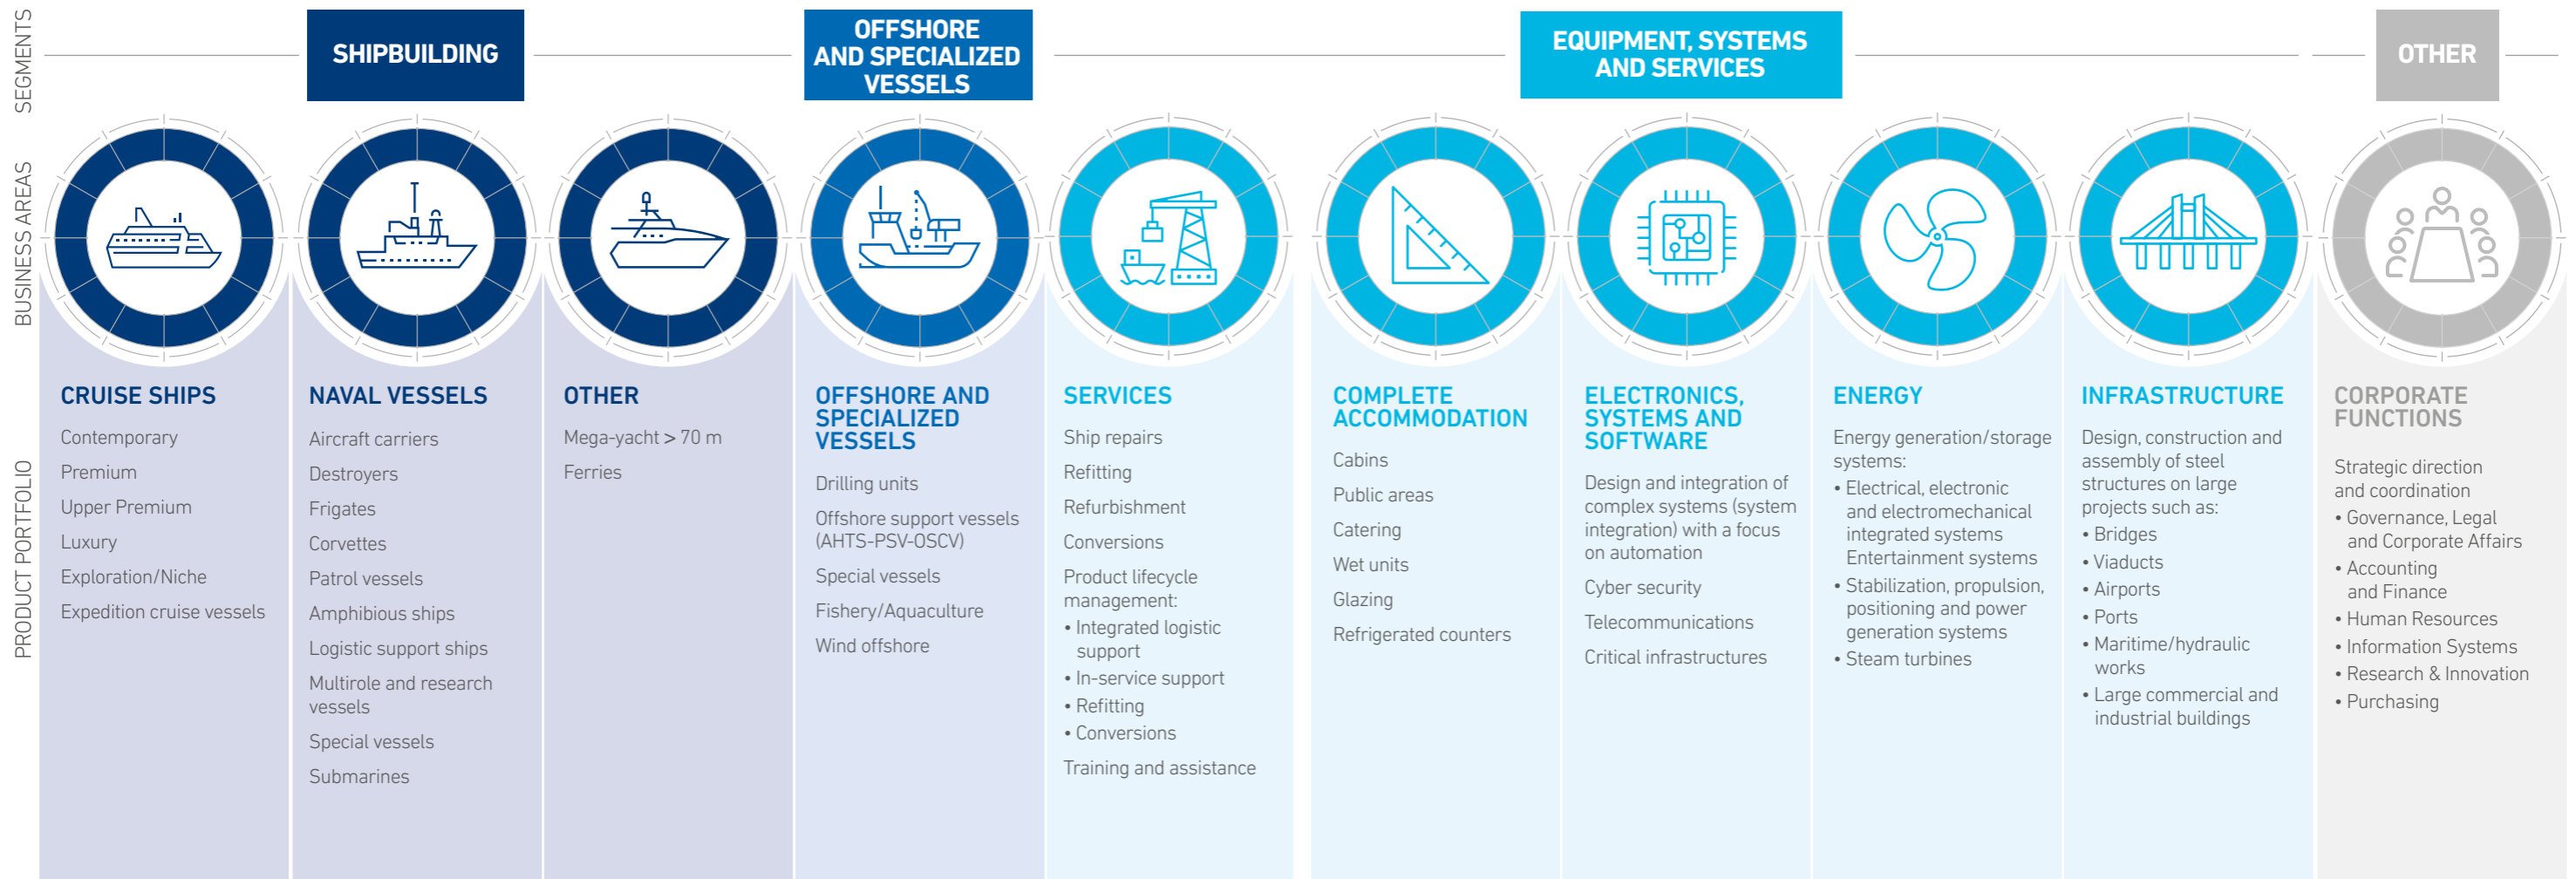 SEGMENTS
SHIPBUILDING
OFFSHORE
AND SPECIALIZED
VESSELS
EQUIPMENT, SYSTEMS
AND SERVICES
OTHER
BUSINESS AREAS
PRODUCT PORTFOLIO
CRUISE SHIPS
Contemporary
Premium
Upper Premium
Luxury
Exploration/Niche
Expedition cruise vessels
NAVAL VESSELS
Aircraft carriers
Destroyers
Frigates
Corvettes
Patrol vessels
Amphibious ships
Logistic support ships
Multirole and research
vessels
Special vessels
Submarines
OTHER
Mega-yacht > 70 m
Ferries
OFFSHORE AND
SPECIALIZED
VESSELS
Drilling units
Offshore support vessels
(AHTS-PSV-OSCV)
Special vessels
Fishery/Aquaculture
Wind offshore
SERVICES
Ship repairs
Refitting
Refurbishment
Conversions
Product lifecycle
management:
• Integrated logistic
support
• In-service support
• Refitting
• Conversions
Training and assistance
COMPLETE
ACCOMMODATION
Cabins
Public areas
Catering
Wet units
Glazing
Refrigerated counters
ELECTRONICS,
SYSTEMS AND
SOFTWARE
Design and integration of
complex systems (system
integration) with a focus
on automation
Cyber security
Telecommunications
Critical infrastructures
ENERGY
Energy generation/storage
systems:
• Electrical, electronic
and electromechanical
integrated systems
Entertainment systems
• Stabilization, propulsion,
positioning and power
generation systems
• Steam turbines
INFRASTRUCTURE
Design, construction and
assembly of steel
structures on large
projects such as:
• Bridges
• Viaducts
• Airports
• Ports
• Maritime/hydraulic
works
• Large commercial and
industrial buildings
CORPORATE
FUNCTIONS
Strategic direction
and coordination
• Governance, Legal
and Corporate Affairs
• Accounting
and Finance
• Human Resources
• Information Systems
• Research & Innovation
• Purchasing